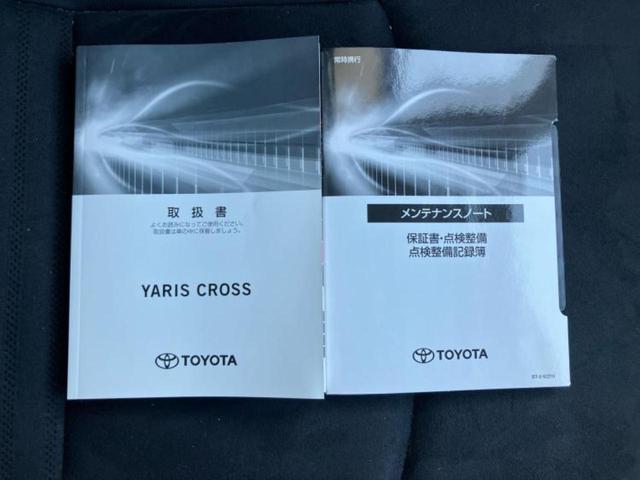 取扱書
よくお読みになってご使用ください。
取扱書は車の中に保管しましょう。
YARIS CROSS
TOYOTA
常時携行
メンテナンスノート
保証書・点検整備
点検整備記録簿
TOYOTA